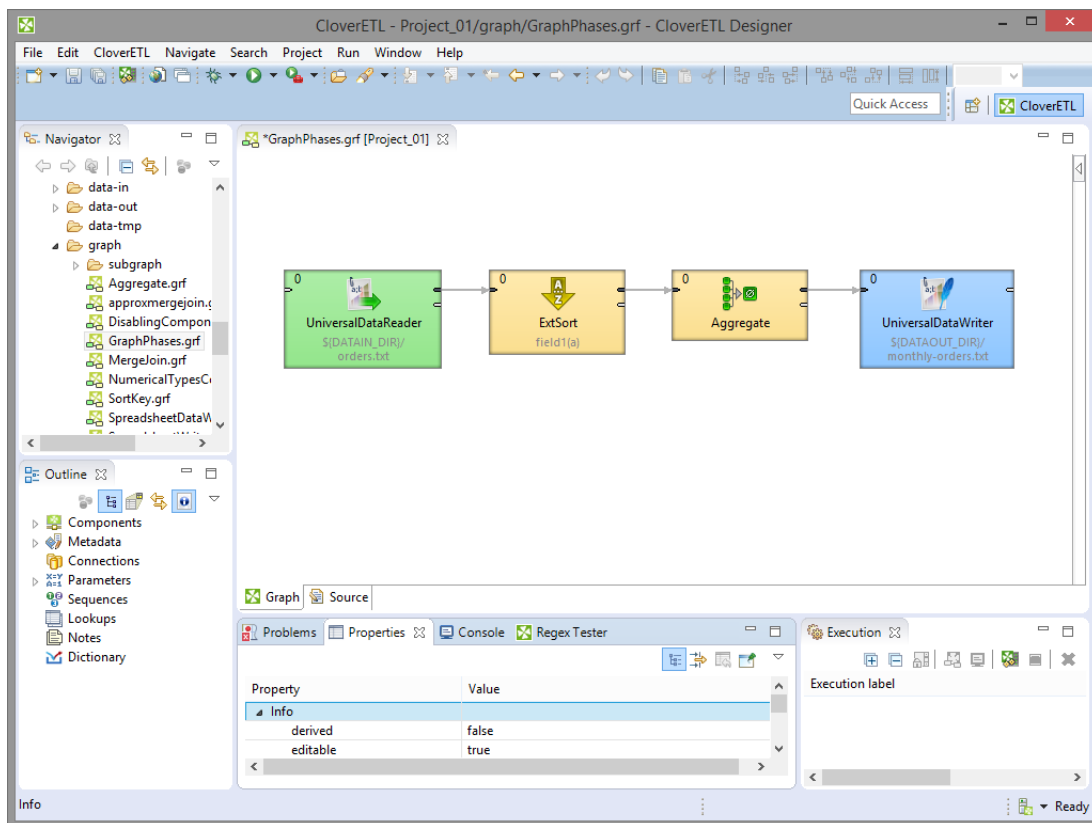 CloverETL - Project_01/graph/GraphPhases.grf - CloverETL Designer
File Edit CloverETL Navigate Search Project Run Window Help
Quick Access
CloverETL
Navigator
data-in
data-out
data-tmp
graph
subgraph
Aggregate.grf
approxmergejoin.g
DisablingCompon
GraphPhases.grf
MergeJoin.grf
NumericalTypesC
SortKey.grf
SpreadsheetDataW
*GraphPhases.grf [Project_01]
0
UniversalDataReader
$(DATAIN_DIR)/
orders.txt
0
ExtSort
field1(a)
0
Aggregate
0
UniversalDataWriter
$(DATAOUT_DIR)/
monthly-orders.txt
Graph
Source
Outline
Components
Metadata
Connections
Parameters
Sequences
Lookups
Notes
Dictionary
Problems
Properties
Console
Regex Tester
Property Value
Info
derived false
editable true
Execution
Execution label
Info
Ready